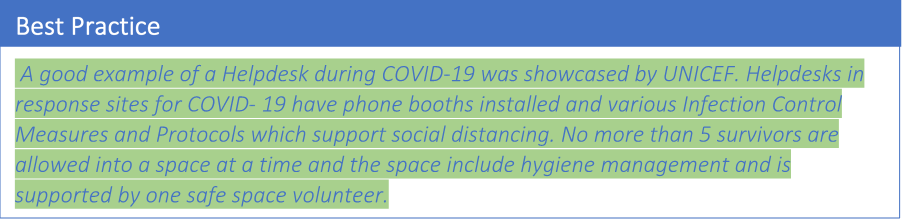 Best Practice
A good example of a Helpdesk during COVID-19 was showcased by UNICEF. Helpdesks in
response sites for COVID- 19 have phone booths installed and various Infection Control
Measures and Protocols which support social distancing. No more than 5 survivors are
allowed into a space at a time and the space include hygiene management and is
supported by one safe space volunteer.